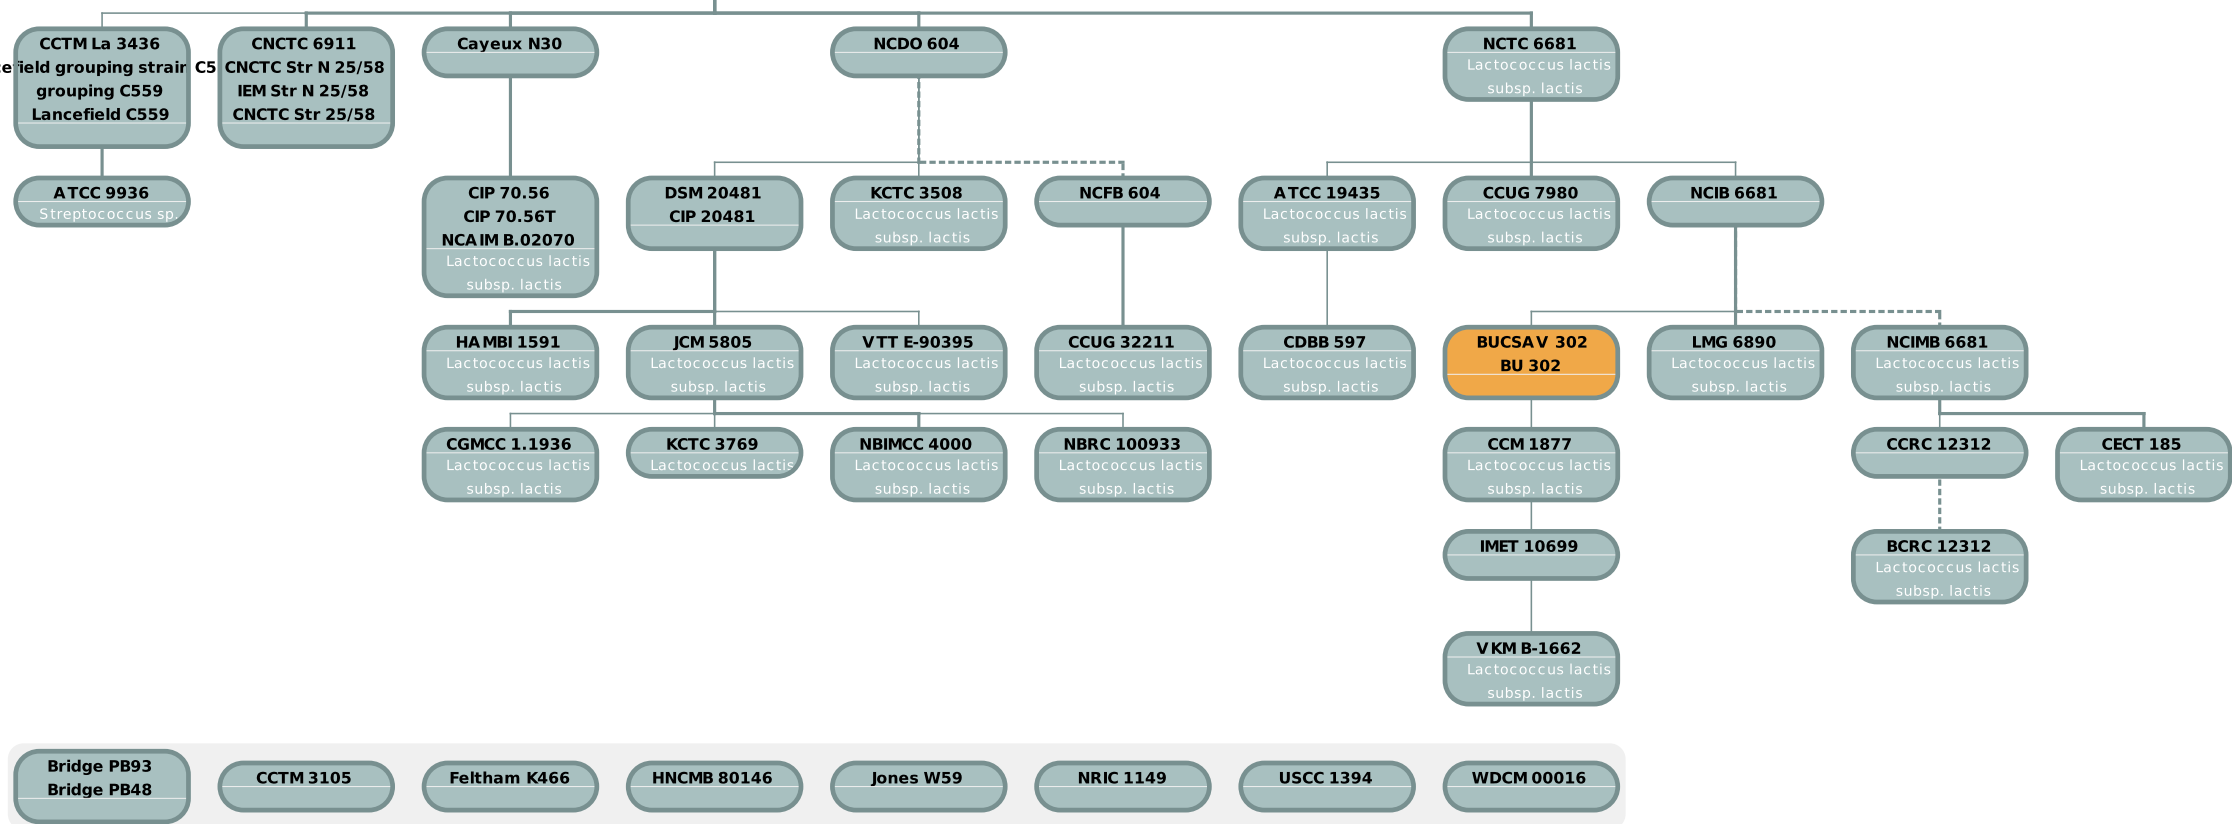 CCTM La 3436
grouping strain C5
grouping C559
Lancefield C559
CNCTC 6911
CNCTC Str N 25/58
IEM Str N 25/58
CNCTC Str 25/58
Cayeux N30
NCDO 604
NCTC 6681
Lactococcus lactis
subsp. lactis
ATCC 9936
Streptococcus sp.
CIP 70.56
CIP 70.56T
NCAIM B.02070
Lactococcus lactis
subsp. lactis
DSM 20481
CIP 20481
KCTC 3508
Lactococcus lactis
subsp. lactis
NCFB 604
ATCC 19435
Lactococcus lactis
subsp. lactis
CCUG 7980
Lactococcus lactis
subsp. lactis
NCIB 6681
HAMBI 1591
Lactococcus lactis
subsp. lactis
JCM 5805
Lactococcus lactis
subsp. lactis
VTT E-90395
Lactococcus lactis
subsp. lactis
CCUG 32211
Lactococcus lactis
subsp. lactis
CDBB 597
Lactococcus lactis
subsp. lactis
BUCSAV 302
BU 302
LMG 6890
Lactococcus lactis
subsp. lactis
NCIMB 6681
Lactococcus lactis
subsp. lactis
CGMCC 1.1936
Lactococcus lactis
subsp. lactis
KCTC 3769
Lactococcus lactis
NBIMCC 4000
Lactococcus lactis
subsp. lactis
NBRC 100933
Lactococcus lactis
subsp. lactis
CCM 1877
Lactococcus lactis
subsp. lactis
CCRC 12312
CECT 185
Lactococcus lactis
subsp. lactis
IMET 10699
BCRC 12312
Lactococcus lactis
subsp. lactis
VKM B-1662
Lactococcus lactis
subsp. lactis
Bridge PB93
Bridge PB48
CCTM 3105
Feltham K466
HNCMB 80146
Jones W59
NRIC 1149
USCC 1394
WDCM 00016